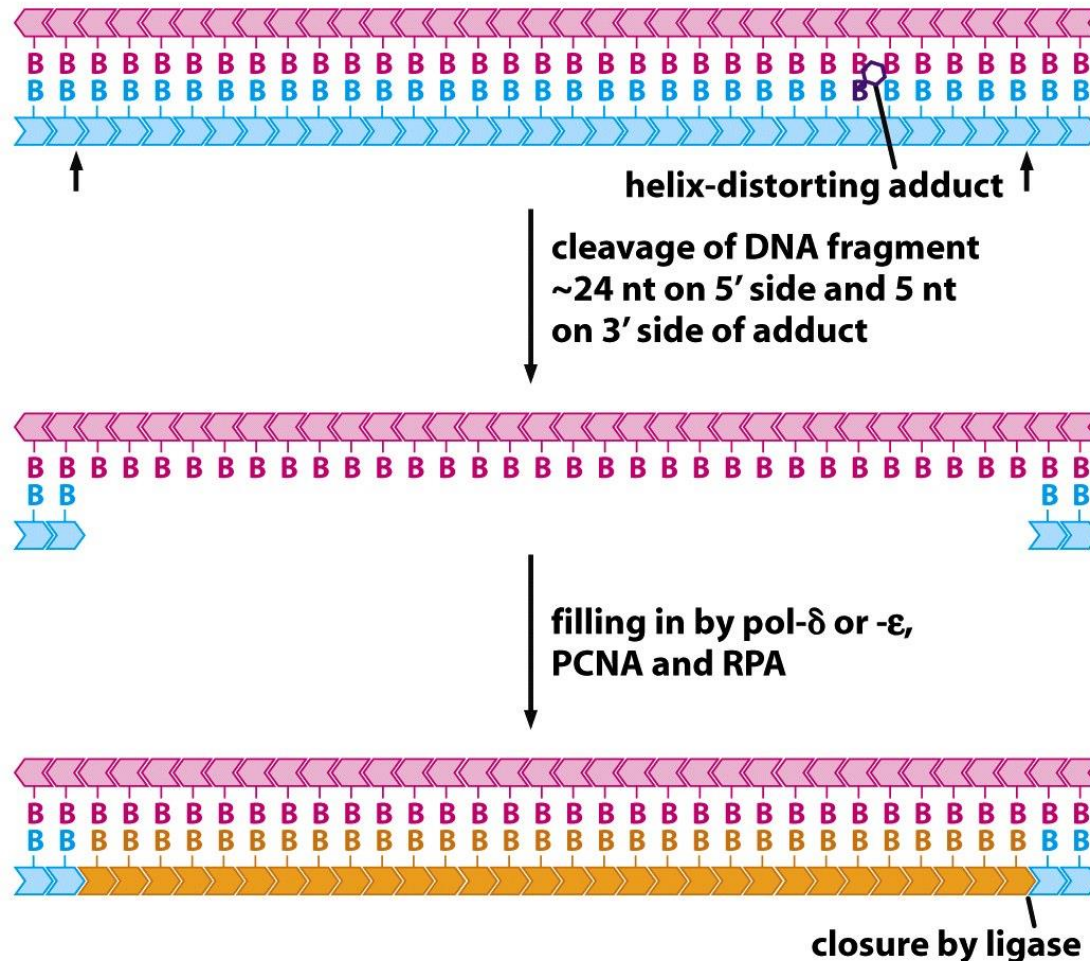 B B B B B B B B B B B B B B B B B B B B B B B B B B B B B B B B B B
B B B B B B B B B B B B B B B B B B B B B B B B B B B B B B B B B B
helix-distorting adduct
cleavage of DNA fragment
~24 nt on 5′ side and 5 nt
on 3′ side of adduct
B B B B B B B B B B B B B B B B B B B B B B B B B B B B B B B B B B
B B B B
filling in by pol-δ or -ε,
PCNA and RPA
B B B B B B B B B B B B B B B B B B B B B B B B B B B B B B B B B B
B B B B B B B B B B B B B B B B B B B B B B B B B B B B B B B B B B
closure by ligase